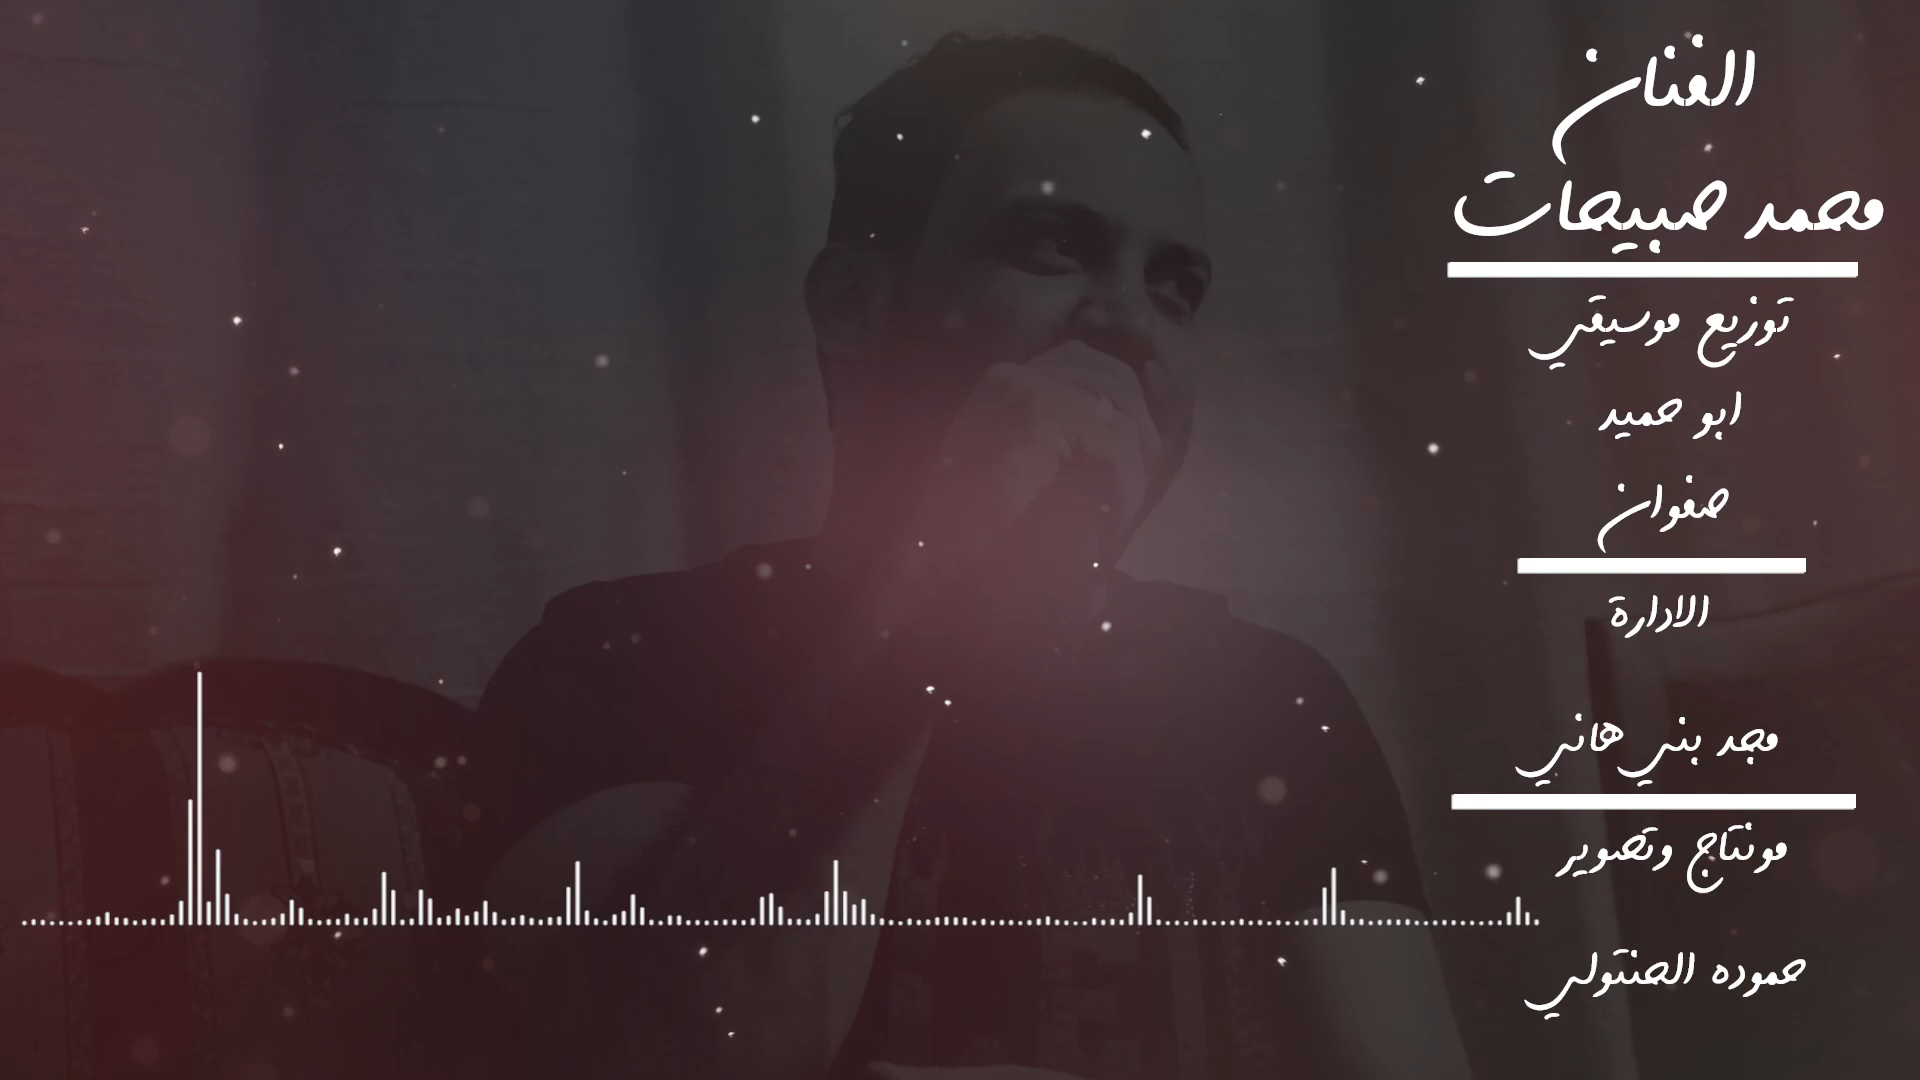 الفنان
محمد صبيحات
توزيع موسيقي
ابو حميد
صفوان
الادارة
مجد بني هاني
مونتاج وتصوير
حموده الحنتولي